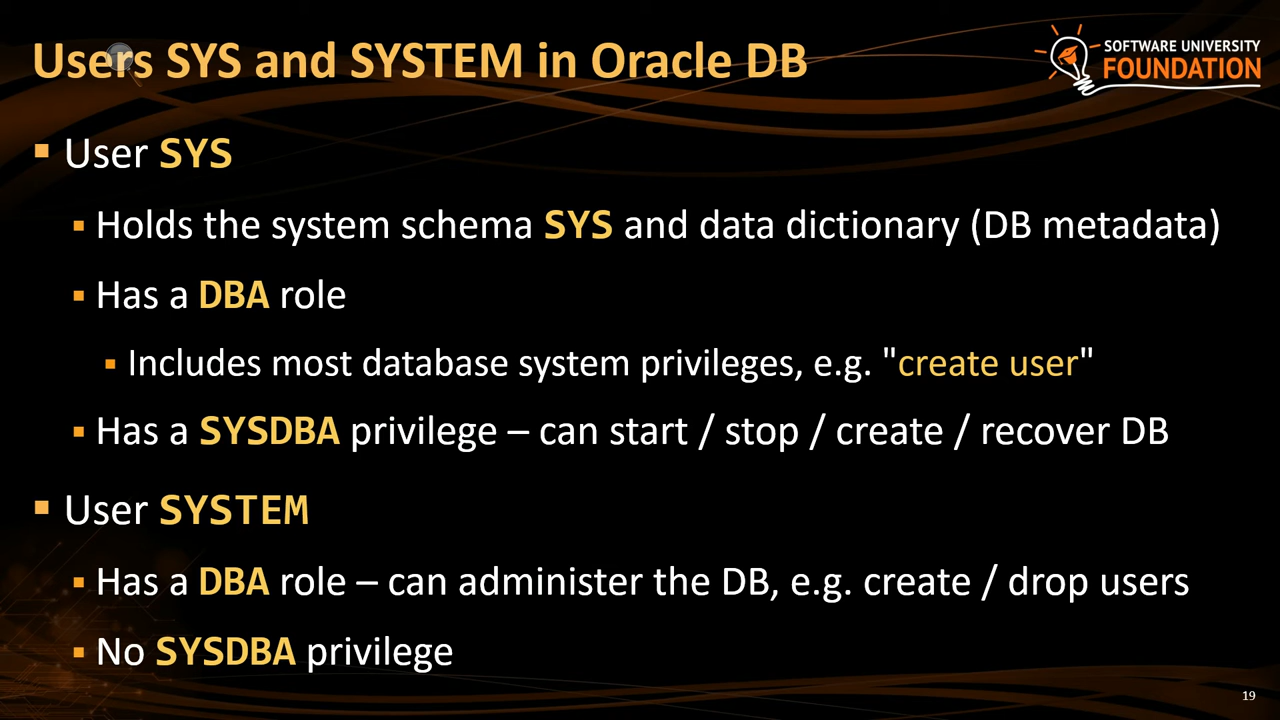 Users SYS and SYSTEM in Oracle DB
SOFTWARE UNIVERSITY
FOUNDATION
▪ User SYS
▪ Holds the system schema SYS and data dictionary (DB metadata)
▪ Has a DBA role
▪ Includes most database system privileges, e.g. "create user"
▪ Has a SYSDBA privilege – can start / stop / create / recover DB
▪ User SYSTEM
▪ Has a DBA role – can administer the DB, e.g. create / drop users
▪ No SYSDBA privilege
19